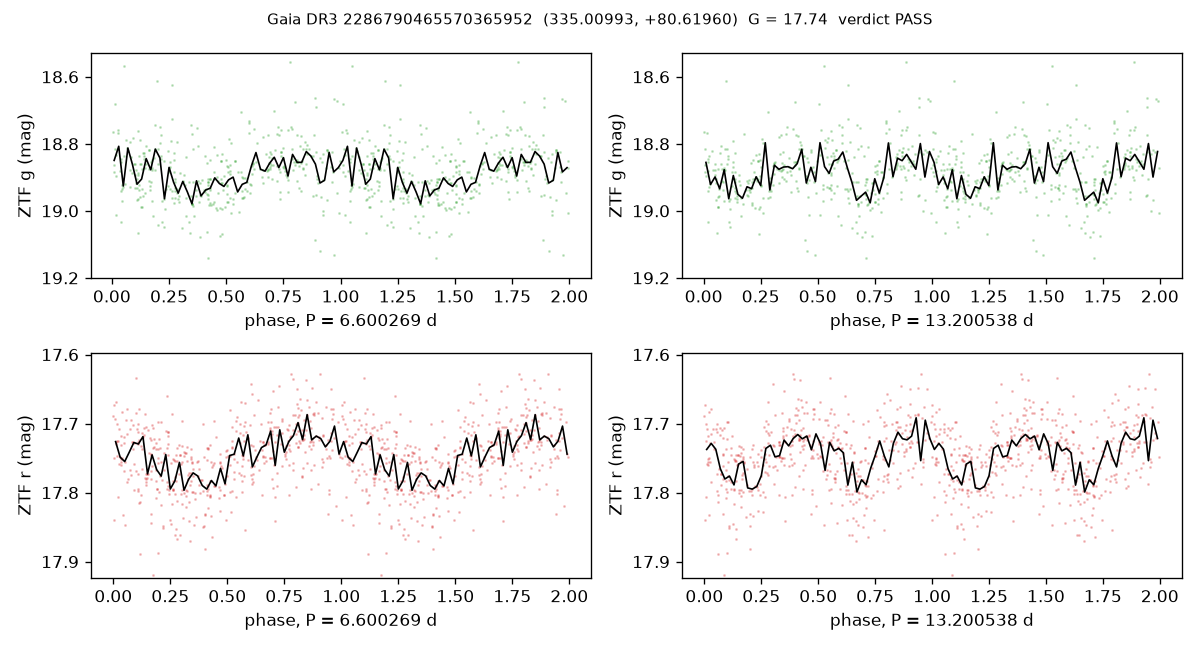 Gaia DR3 2286790465570365952  (335.00993, +80.61960)  G = 17.74  verdict PASS
ZTF g (mag)
18.6
18.8
19.0
19.2
0.00 0.25 0.50 0.75 1.00 1.25 1.50 1.75 2.00
phase, P = 6.600269 d
ZTF g (mag)
18.6
18.8
19.0
19.2
0.00 0.25 0.50 0.75 1.00 1.25 1.50 1.75 2.00
phase, P = 13.200538 d
ZTF r (mag)
17.6
17.7
17.8
17.9
0.00 0.25 0.50 0.75 1.00 1.25 1.50 1.75 2.00
phase, P = 6.600269 d
ZTF r (mag)
17.6
17.7
17.8
17.9
0.00 0.25 0.50 0.75 1.00 1.25 1.50 1.75 2.00
phase, P = 13.200538 d